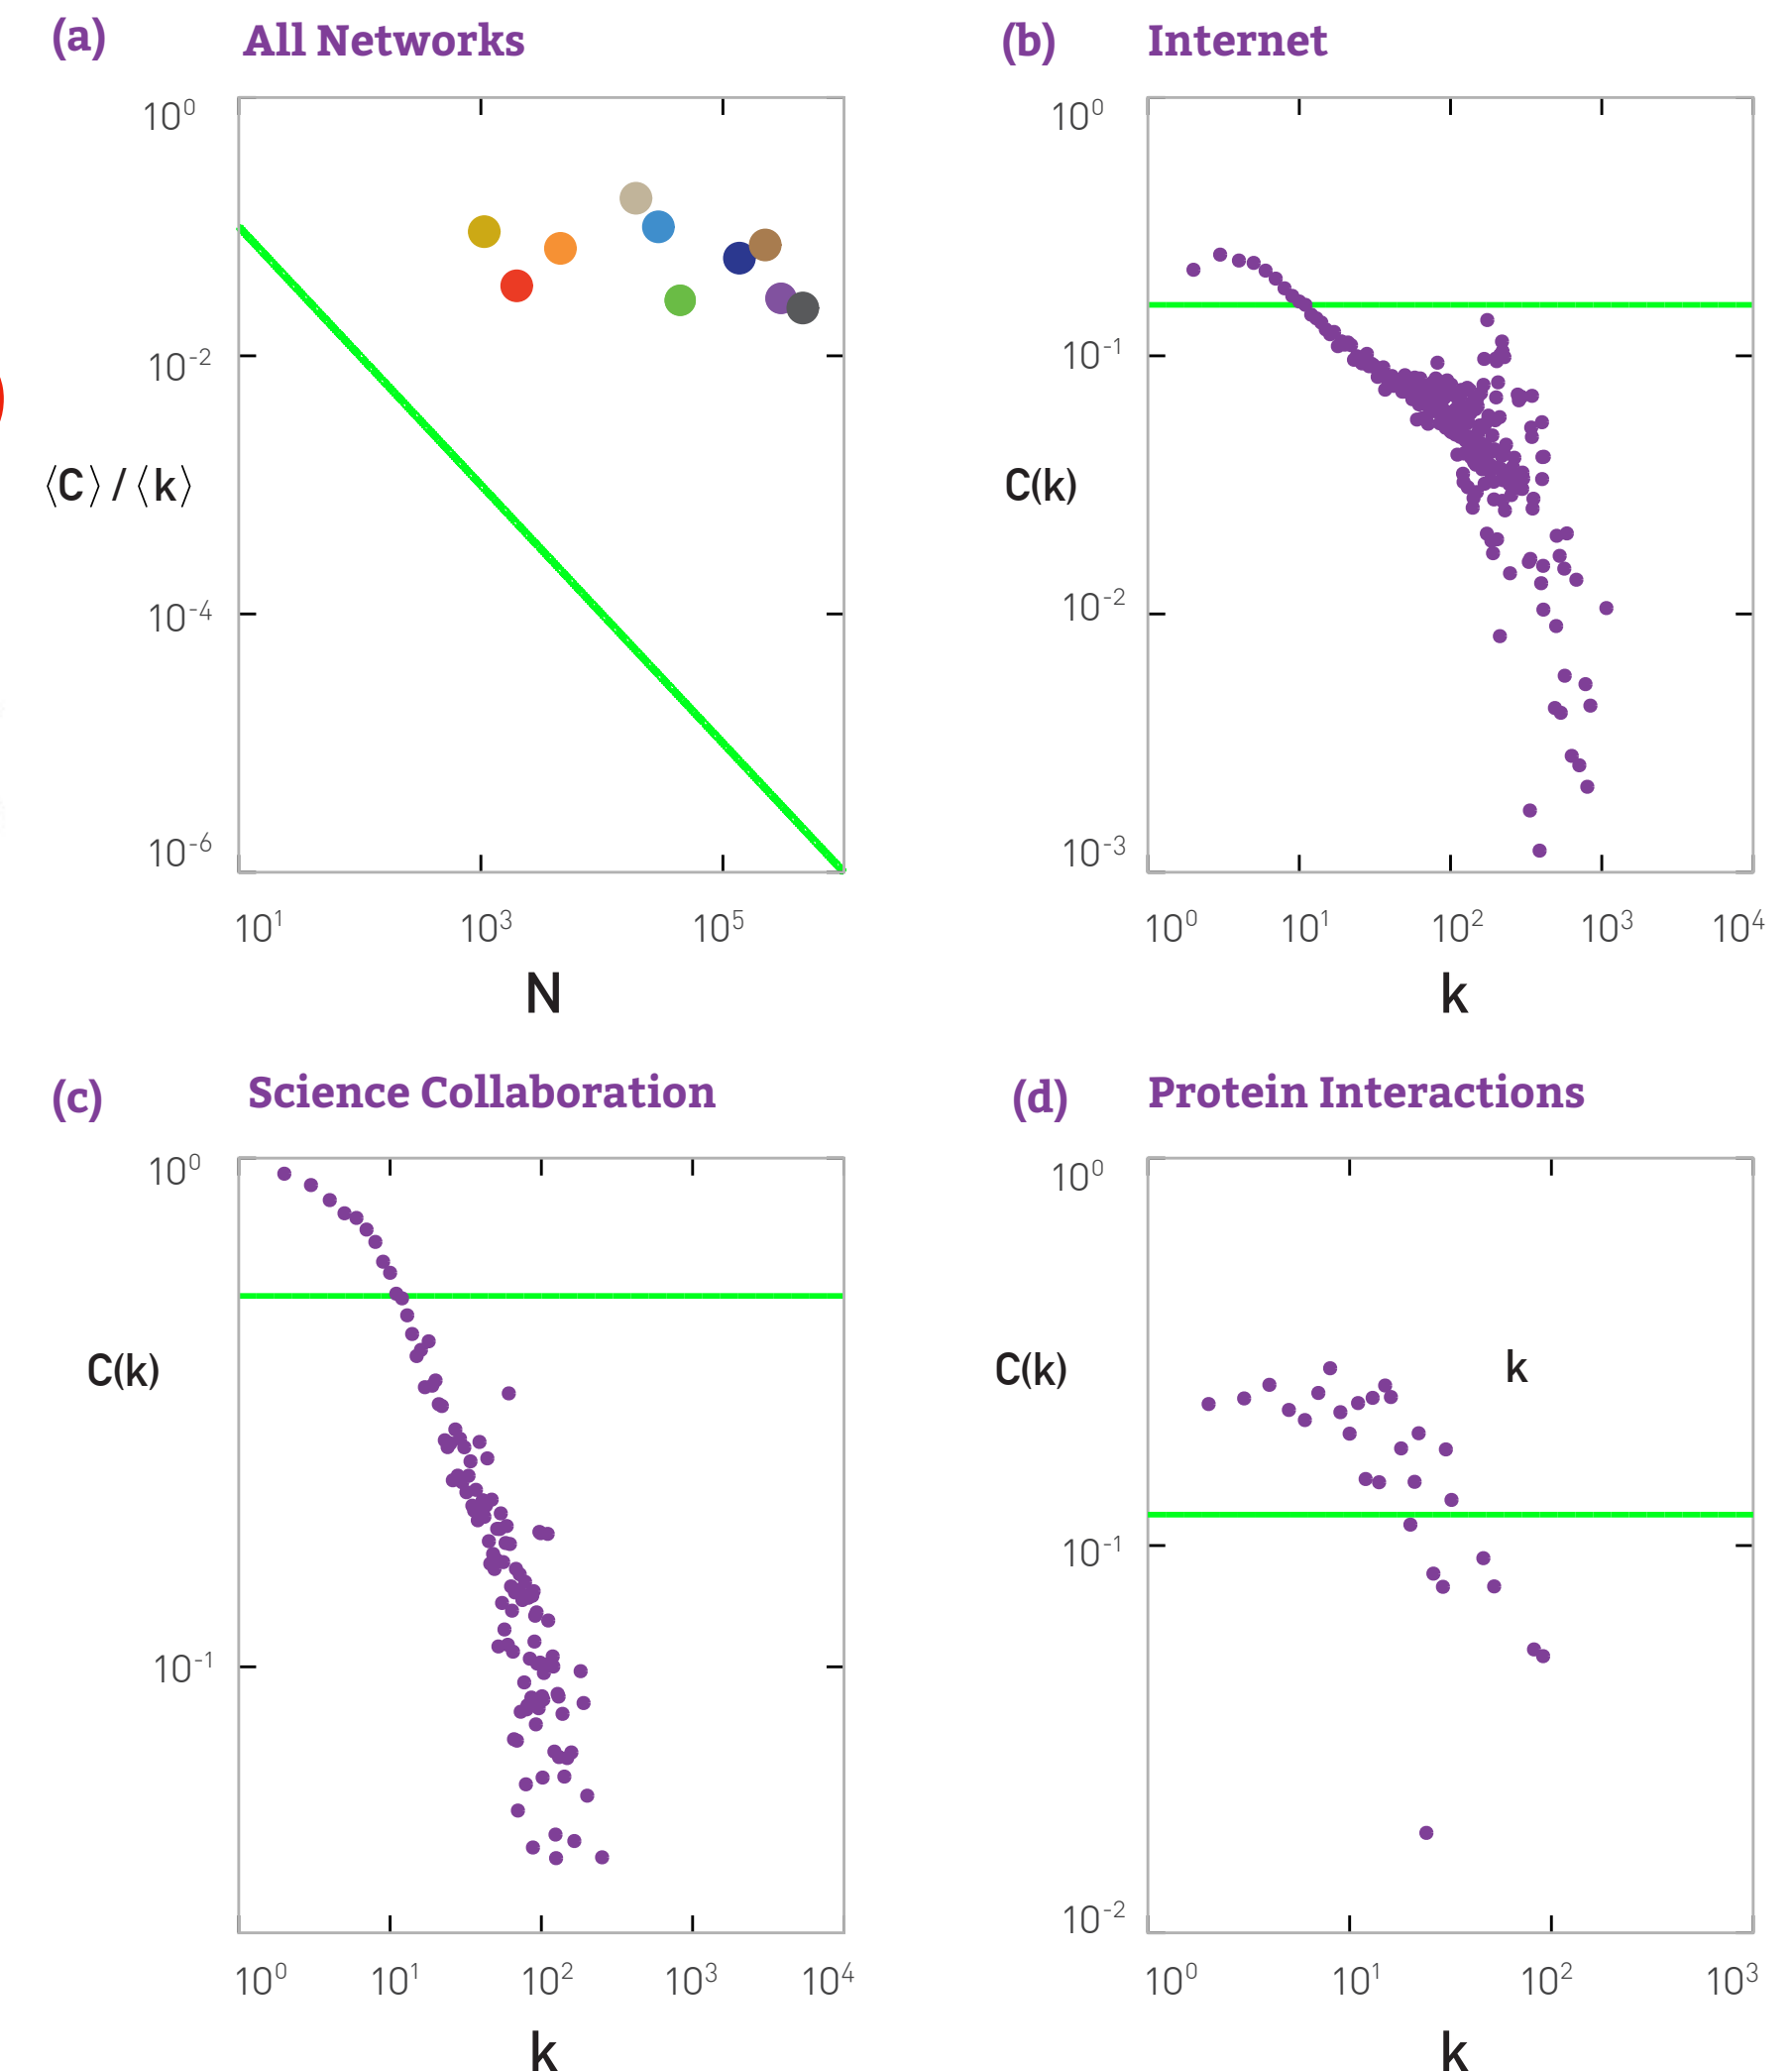 (a) All Networks
10⁰
10⁻²
⟨C⟩ / ⟨k⟩
10⁻⁴
10⁻⁶
10¹ 10³ 10⁵
N
(b) Internet
10⁰
10⁻¹
C(k)
10⁻²
10⁻³
10⁰ 10¹ 10² 10³ 10⁴
k
(c) Science Collaboration
10⁰
C(k)
10⁻¹
10⁰ 10¹ 10² 10³ 10⁴
k
(d) Protein Interactions
10⁰
C(k) k
10⁻¹
10⁻²
10⁰ 10¹ 10² 10³
k